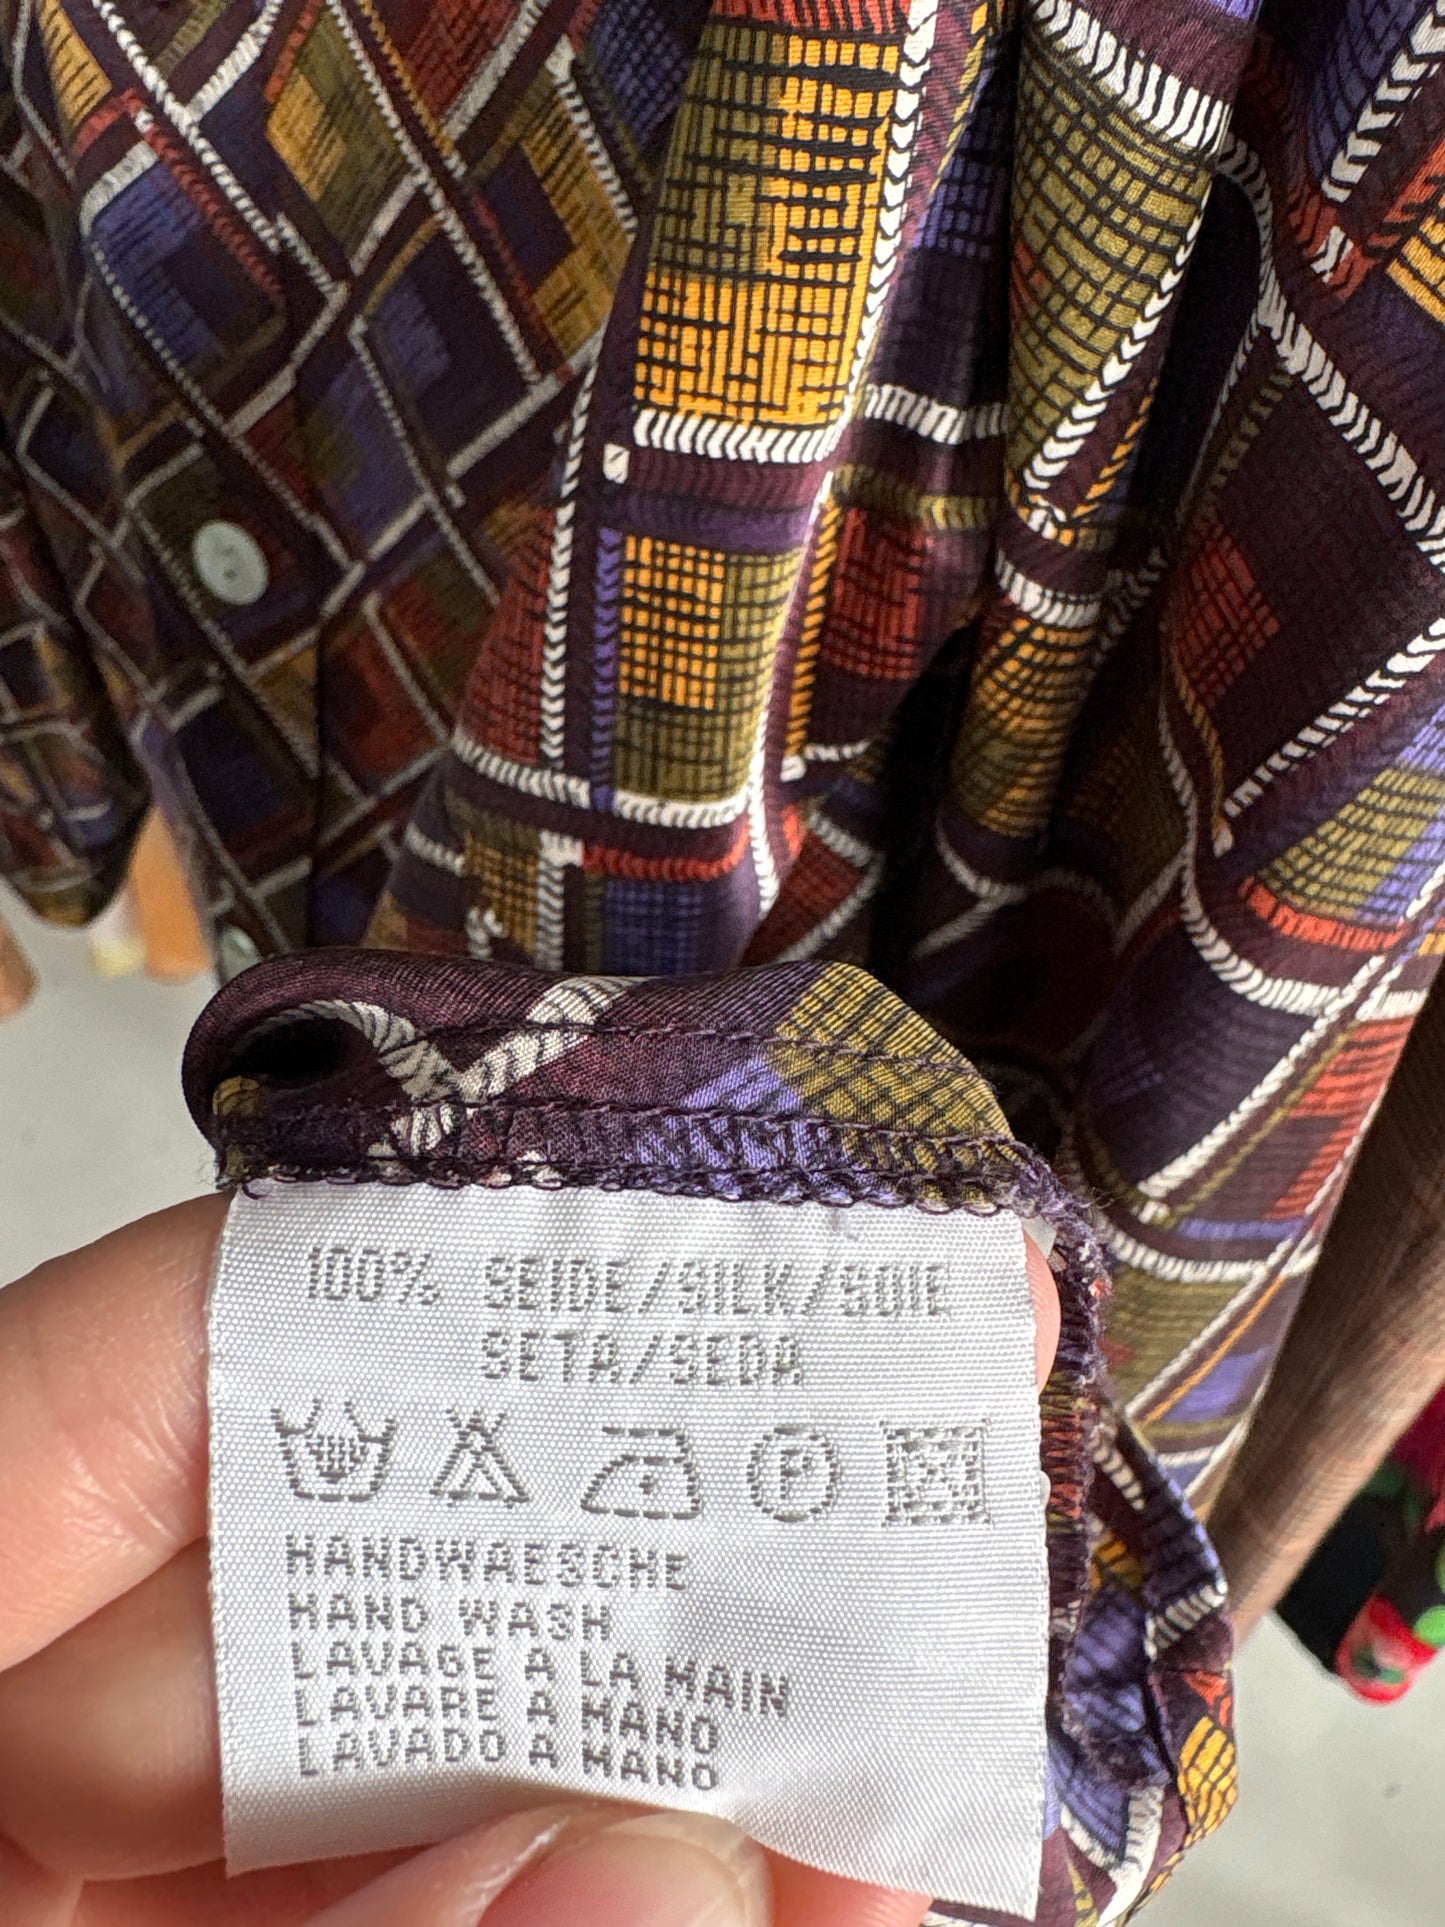 100% SEIDE/SILK/SOIE
SETA/SEDA
P
HANDWAESCHE
HAND WASH
LAVAGE A LA MAIN
LAVARE A MANO
LAVADO A MANO